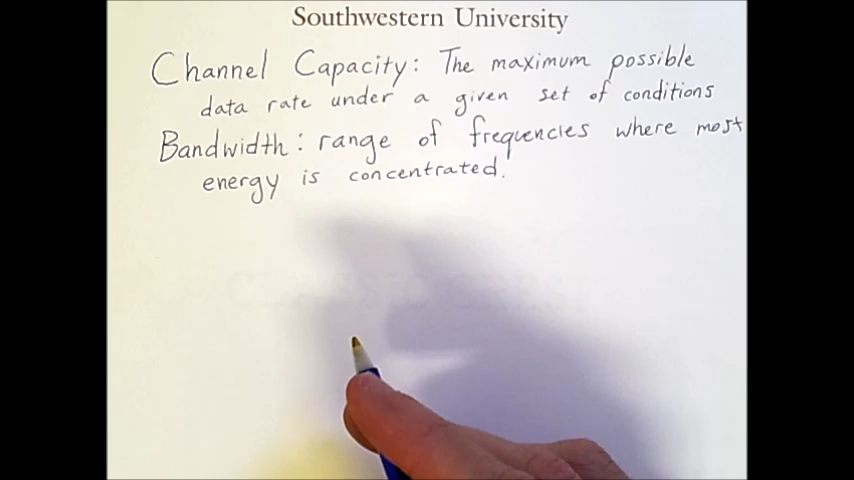 Southwestern University
Channel Capacity: The maximum possible
data rate under a given set of conditions
Bandwidth: range of frequencies where most
energy is concentrated.